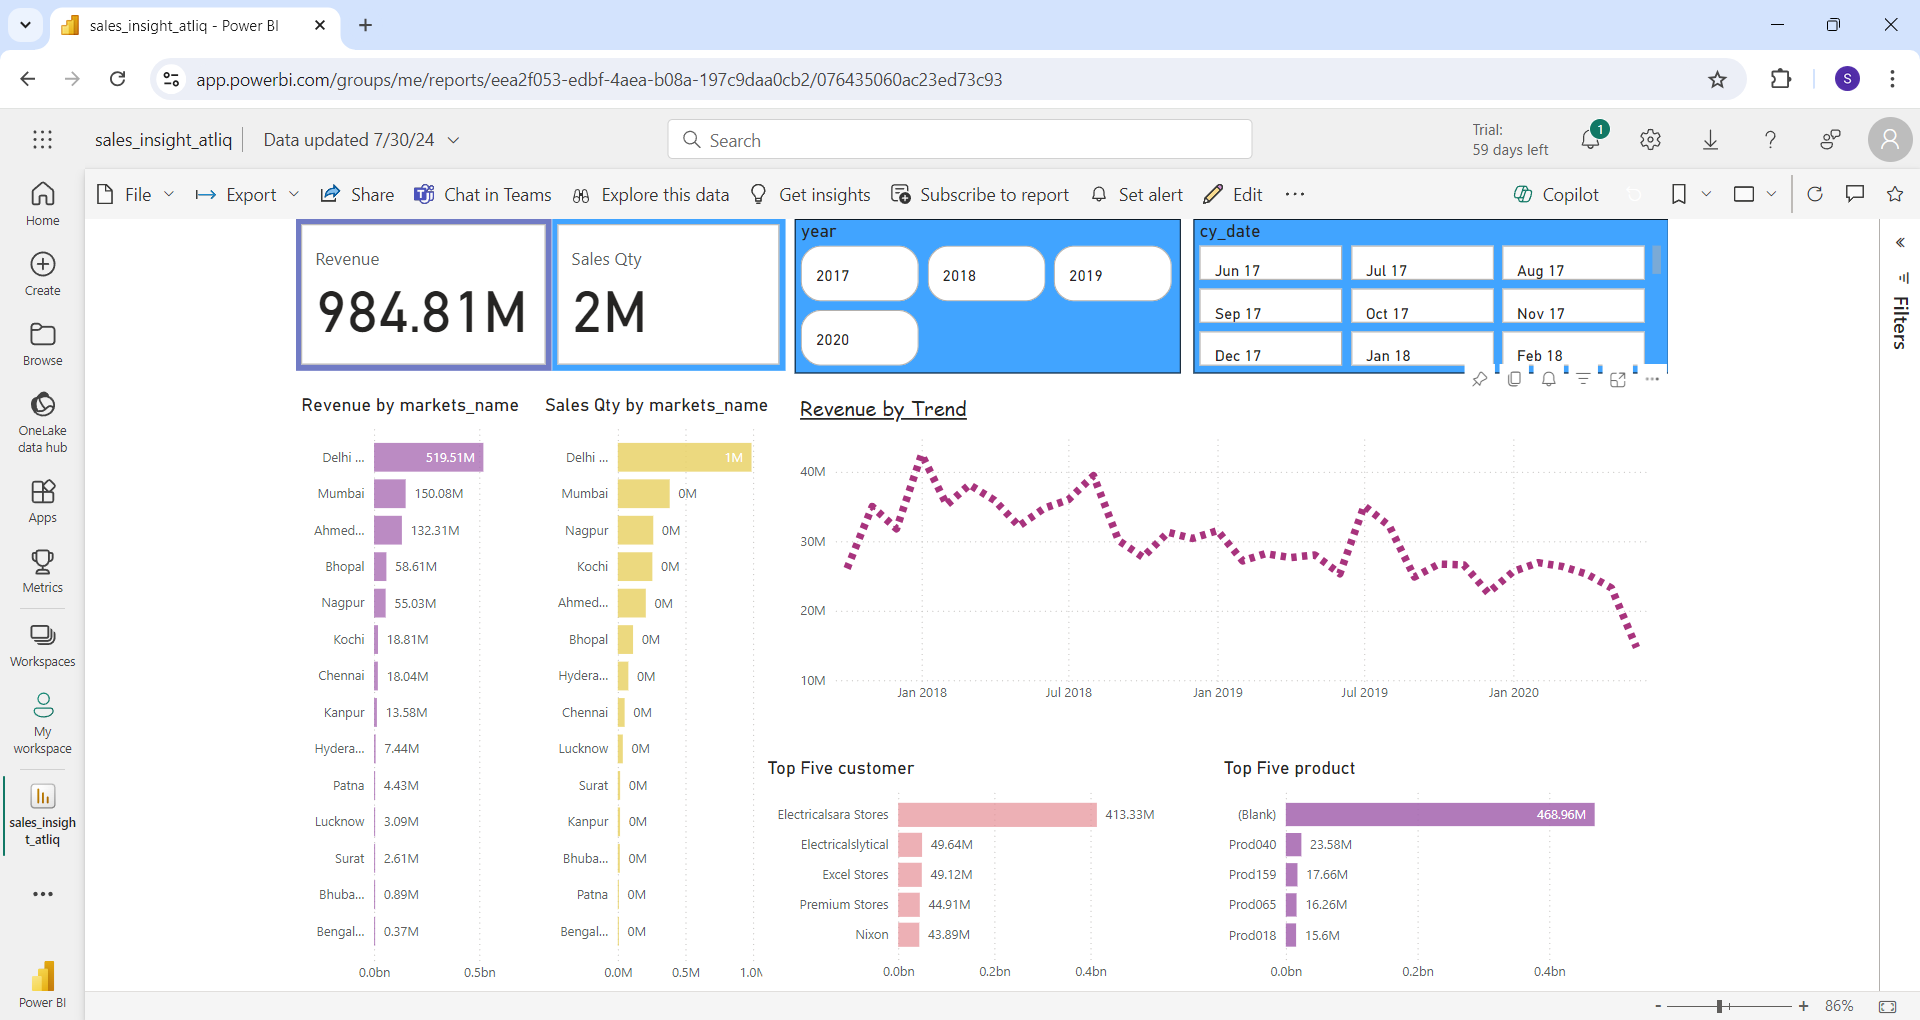 sales_insight_atliq - Power BI
app.powerbi.com/groups/me/reports/eea2f053-edbf-4aea-b08a-197c9daa0cb2/076435060ac23ed73c93
S
sales_insight_atliq
Data updated 7/30/24
Search
Trial:
59 days left
1
File
Export
Share
Chat in Teams
Explore this data
Get insights
Subscribe to report
Set alert
Edit
Copilot
Home
Create
Browse
OneLake
data hub
Apps
Metrics
Workspaces
My
workspace
sales_insigh
t_atliq
Power BI
Revenue
984.81M
Sales Qty
2M
year
2017
2018
2019
2020
cy_date
Jun 17
Jul 17
Aug 17
Sep 17
Oct 17
Nov 17
Dec 17
Jan 18
Feb 18
Filters
Revenue by markets_name
Delhi ...
519.51M
Mumbai
150.08M
Ahmed...
132.31M
Bhopal
58.61M
Nagpur
55.03M
Kochi
18.81M
Chennai
18.04M
Kanpur
13.58M
Hydera...
7.44M
Patna
4.43M
Lucknow
3.09M
Surat
2.61M
Bhuba...
0.89M
Bengal...
0.37M
0.0bn
0.5bn
Sales Qty by markets_name
Delhi ...
1M
Mumbai
0M
Nagpur
0M
Kochi
0M
Ahmed...
0M
Bhopal
0M
Hydera...
0M
Chennai
0M
Lucknow
0M
Surat
0M
Kanpur
0M
Bhuba...
0M
Patna
0M
Bengal...
0M
0.0M
0.5M
1.0M
Revenue by Trend
40M
30M
20M
10M
Jan 2018
Jul 2018
Jan 2019
Jul 2019
Jan 2020
Top Five customer
Electricalsara Stores
413.33M
Electricalslytical
49.64M
Excel Stores
49.12M
Premium Stores
44.91M
Nixon
43.89M
0.0bn
0.2bn
0.4bn
Top Five product
(Blank)
468.96M
Prod040
23.58M
Prod159
17.66M
Prod065
16.26M
Prod018
15.6M
0.0bn
0.2bn
0.4bn
86%